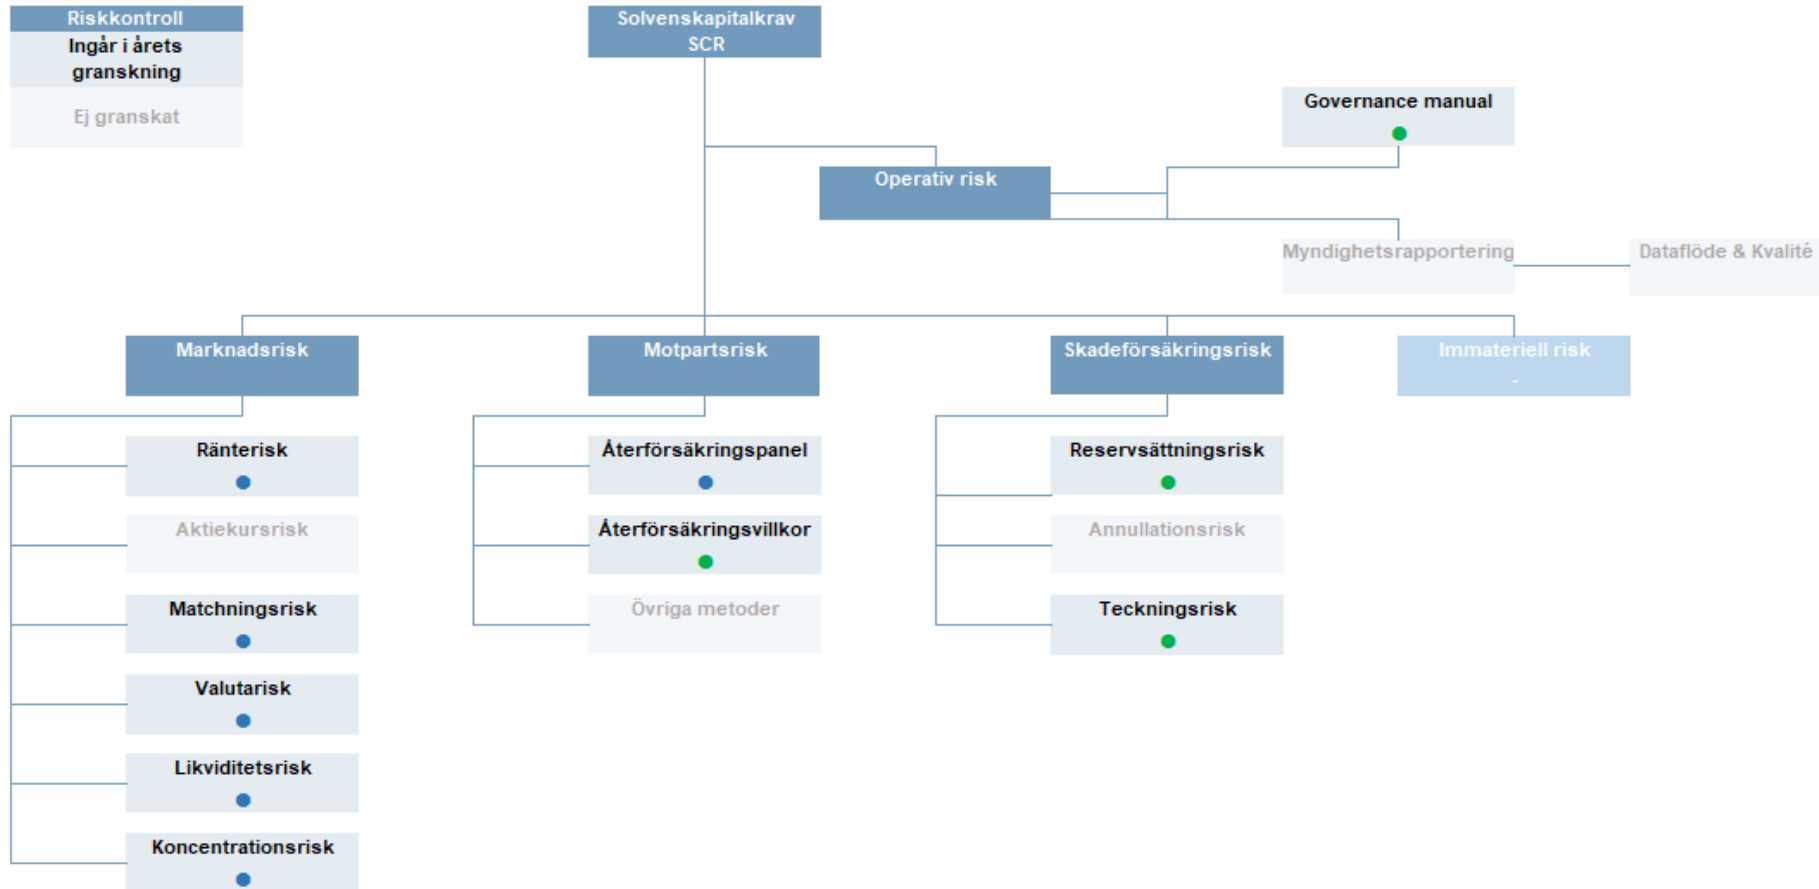 Riskkontroll
Ingår i årets
granskning
Ej granskat
Solvenskapitalkrav
SCR
Governance manual
Operativ risk
Myndighetsrapportering
Dataflöde & Kvalité
Marknadsrisk
Motpartsrisk
Skadeförsäkringsrisk
Immateriell risk
-
Ränterisk
Aktiekursrisk
Matchningsrisk
Valutarisk
Likviditetsrisk
Koncentrationsrisk
Återförsäkringspanel
Återförsäkringsvillkor
Övriga metoder
Reservsättningsrisk
Annullationsrisk
Teckningsrisk